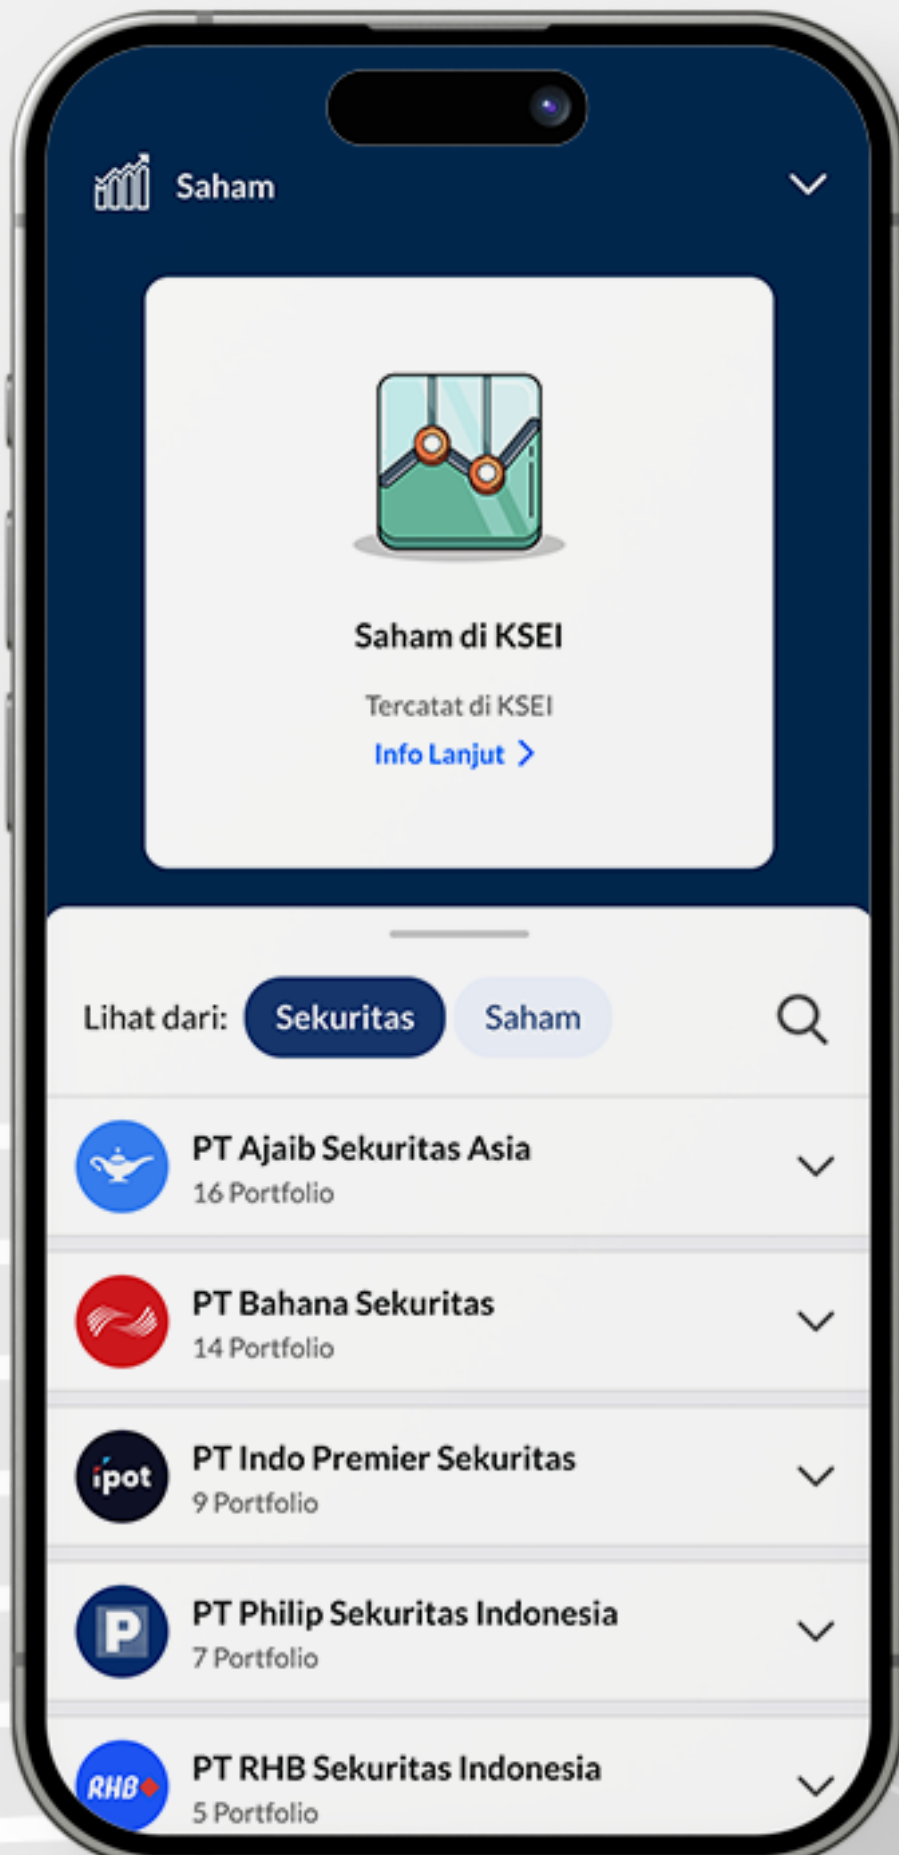 Saham
Saham di KSEI
Tercatat di KSEI
Info Lanjut
Lihat dari: Sekuritas Saham
PT Ajaib Sekuritas Asia
16 Portfolio
PT Bahana Sekuritas
14 Portfolio
ipot
PT Indo Premier Sekuritas
9 Portfolio
P
PT Philip Sekuritas Indonesia
7 Portfolio
RHB
PT RHB Sekuritas Indonesia
5 Portfolio